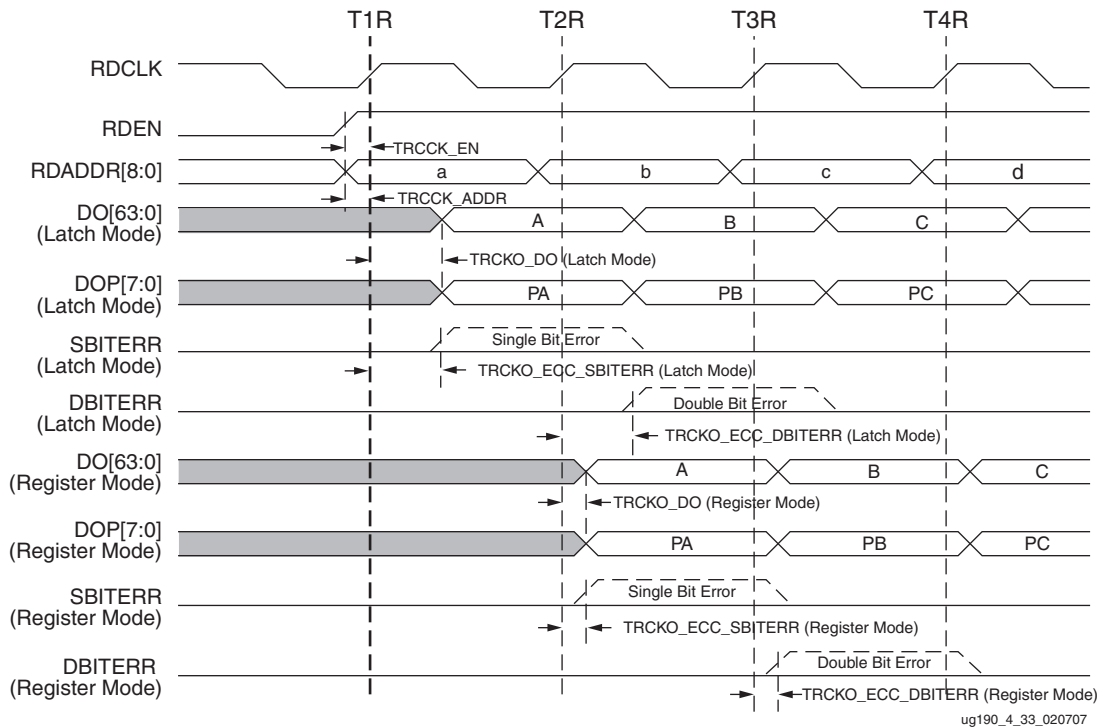 T1R T2R T3R T4R
RDCLK
RDEN
TRCCK_EN
RDADDR[8:0] a b c d
TRCCK_ADDR
DO[63:0]
(Latch Mode) A B C
TRCKO_DO (Latch Mode)
DOP[7:0]
(Latch Mode) PA PB PC
SBITERR
(Latch Mode) Single Bit Error
TRCKO_ECC_SBITERR (Latch Mode)
DBITERR
(Latch Mode) Double Bit Error
TRCKO_ECC_DBITERR (Latch Mode)
DO[63:0]
(Register Mode) A B C
TRCKO_DO (Register Mode)
DOP[7:0]
(Register Mode) PA PB PC
SBITERR
(Register Mode) Single Bit Error
TRCKO_ECC_SBITERR (Register Mode)
DBITERR
(Register Mode) Double Bit Error
TRCKO_ECC_DBITERR (Register Mode)
ug190_4_33_020707